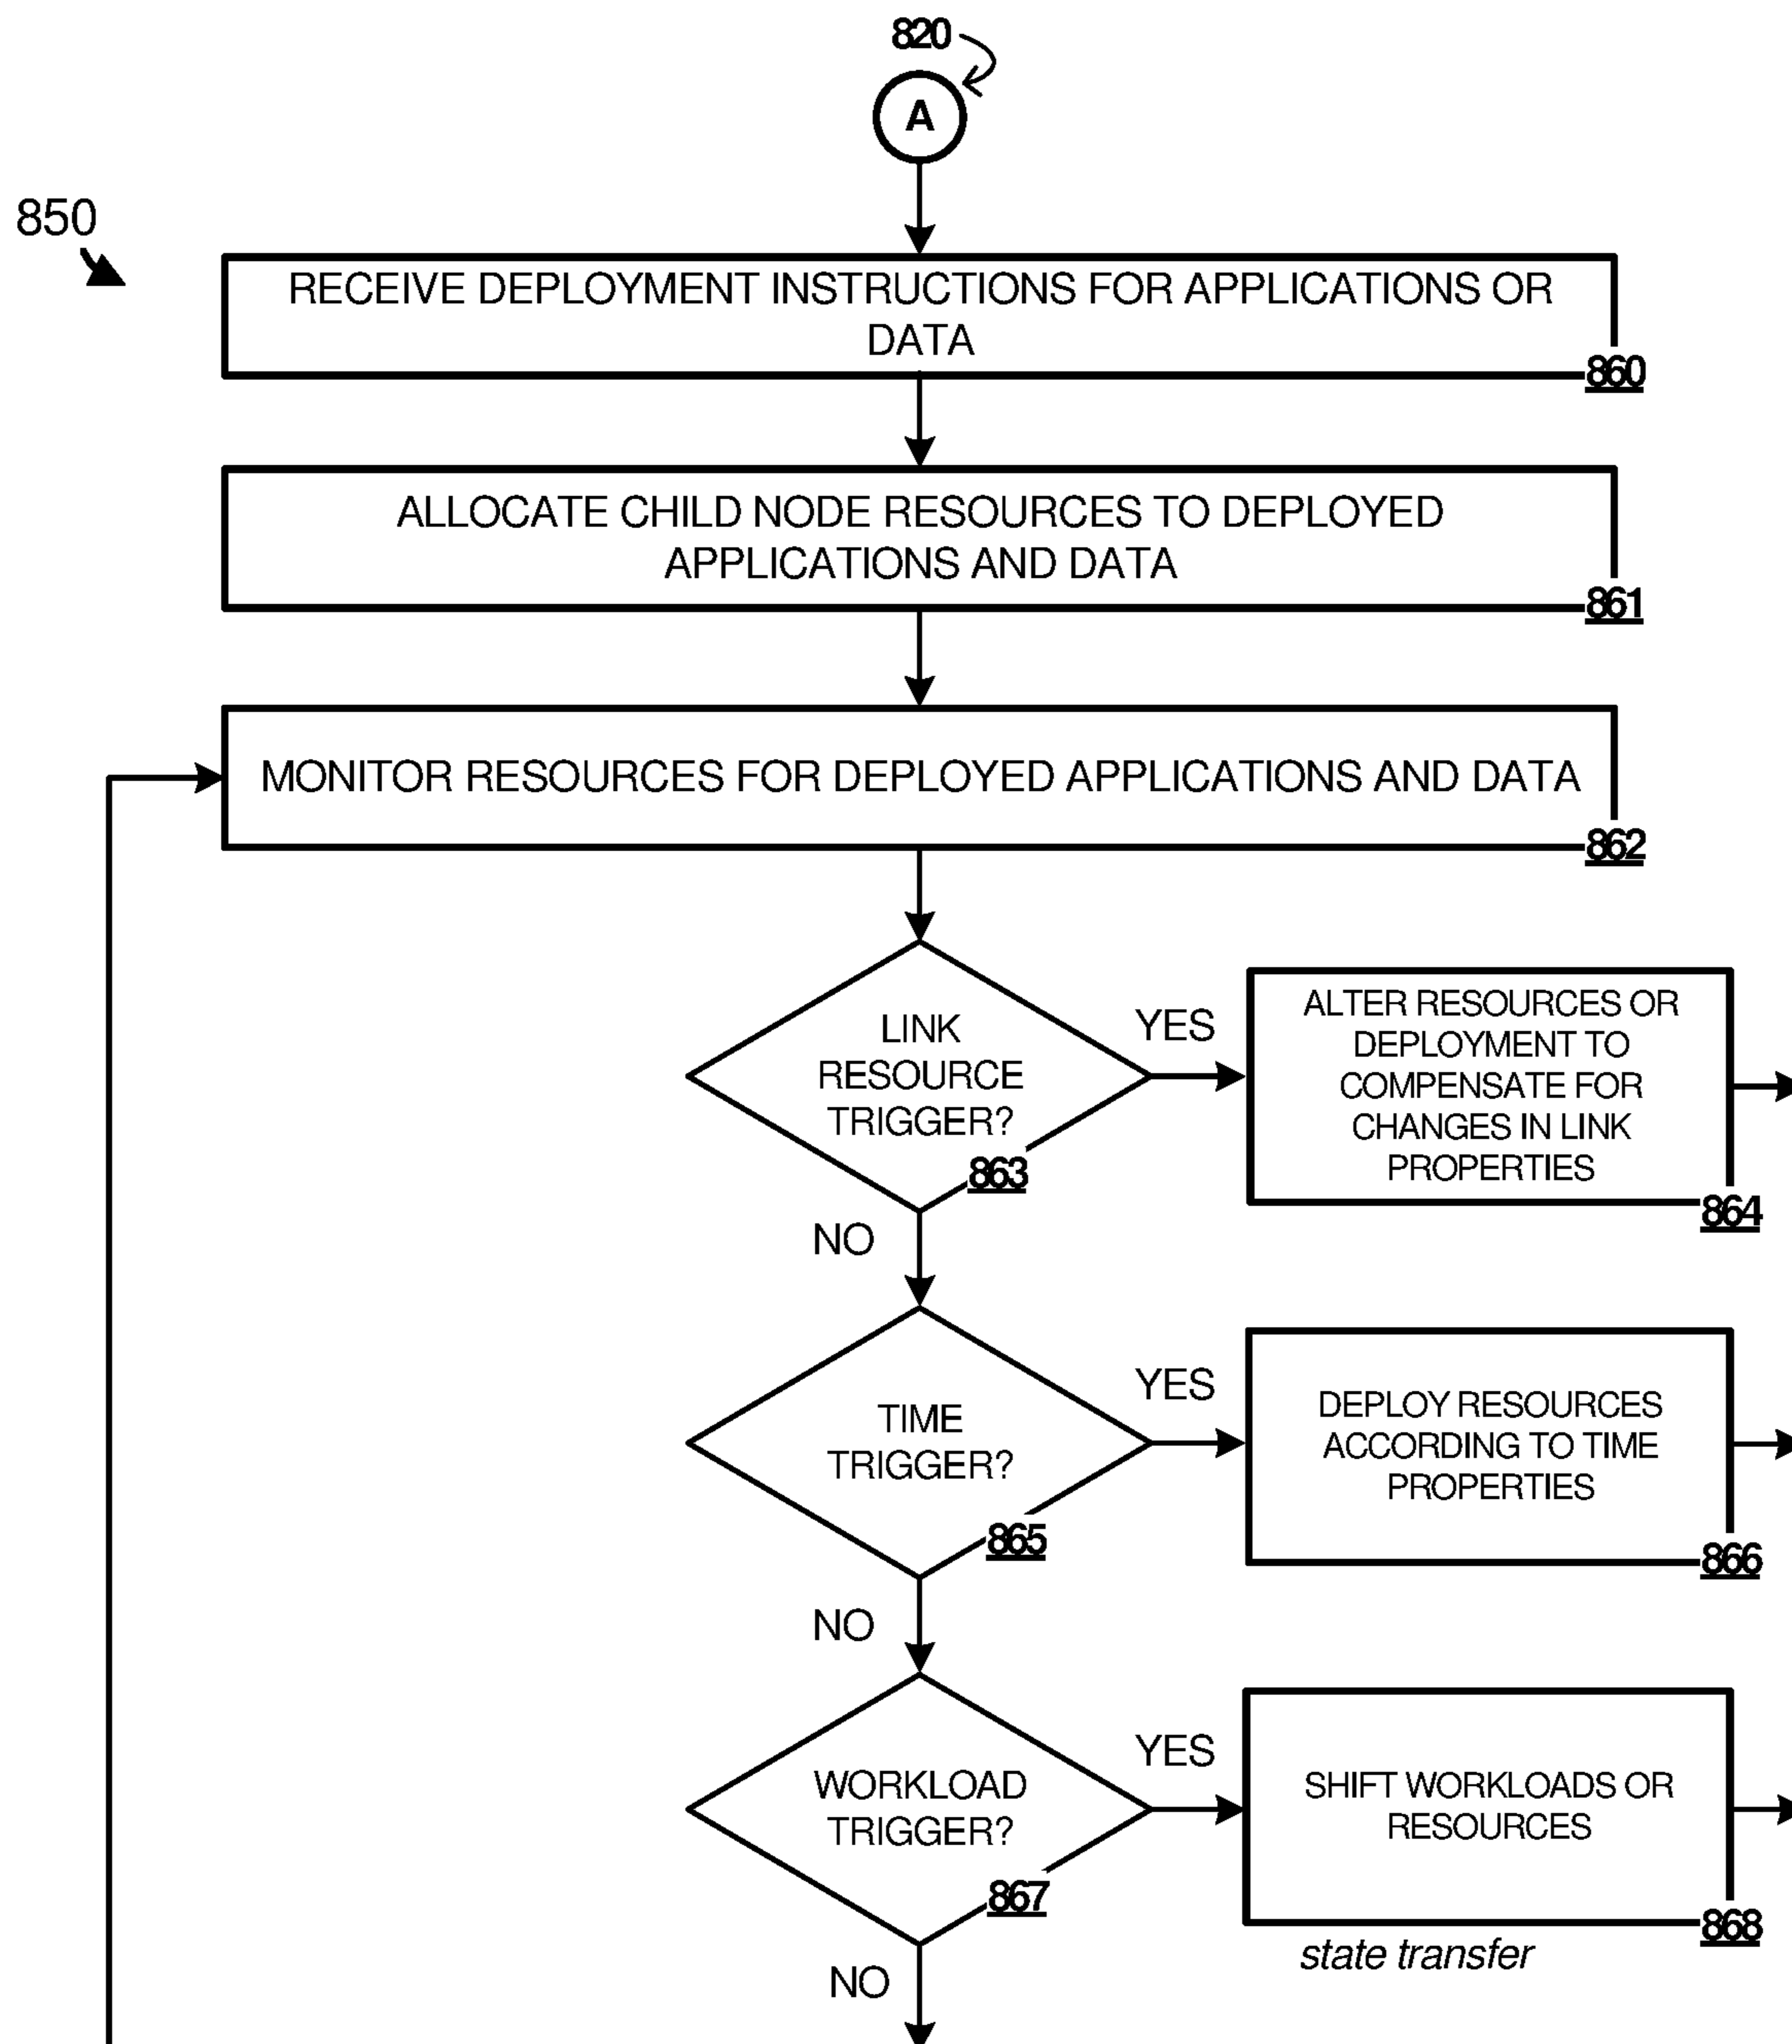 820
A
850
RECEIVE DEPLOYMENT INSTRUCTIONS FOR APPLICATIONS OR
DATA
860
ALLOCATE CHILD NODE RESOURCES TO DEPLOYED
APPLICATIONS AND DATA
861
MONITOR RESOURCES FOR DEPLOYED APPLICATIONS AND DATA
862
LINK
RESOURCE
TRIGGER?
863
YES
ALTER RESOURCES OR
DEPLOYMENT TO
COMPENSATE FOR
CHANGES IN LINK
PROPERTIES
864
NO
TIME
TRIGGER?
865
YES
DEPLOY RESOURCES
ACCORDING TO TIME
PROPERTIES
866
NO
WORKLOAD
TRIGGER?
867
YES
SHIFT WORKLOADS OR
RESOURCES
868
state transfer
NO